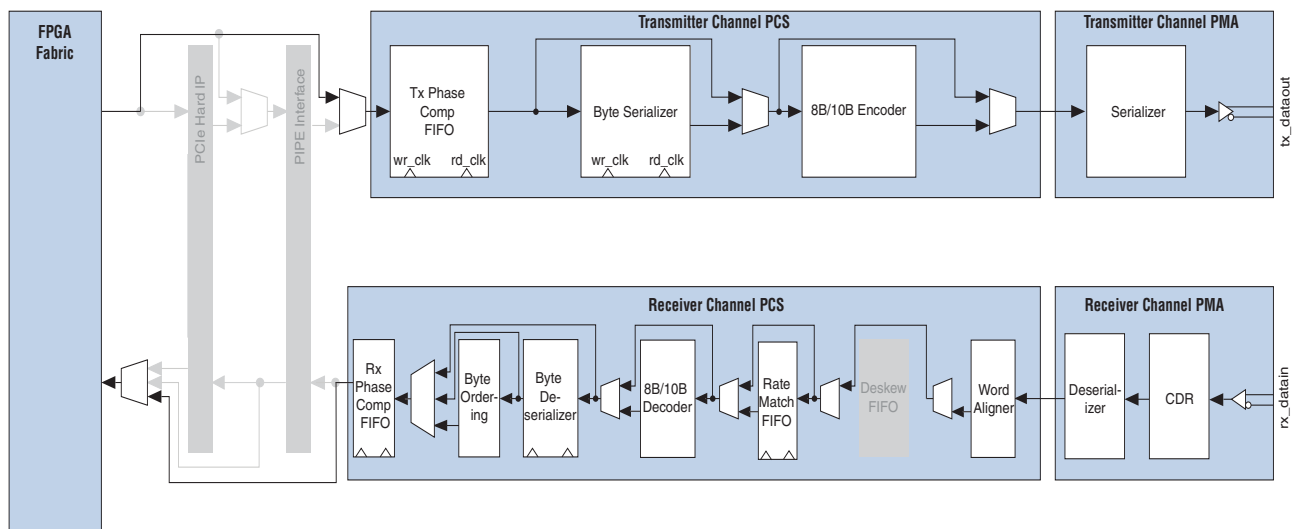 FPGA
Fabric
Transmitter Channel PCS
Transmitter Channel PMA
PCIe Hard IP
PIPE Interface
Tx Phase
Comp
FIFO
wr_clk
rd_clk
Byte Serializer
wr_clk
rd_clk
8B/10B Encoder
Serializer
tx_dataout
Receiver Channel PCS
Receiver Channel PMA
Rx
Phase
Comp
FIFO
Byte
Order-
ing
Byte
De-
serializer
8B/10B
Decoder
Rate
Match
FIFO
Deskew
FIFO
Word
Aligner
Deserial-
izer
CDR
rx_datain